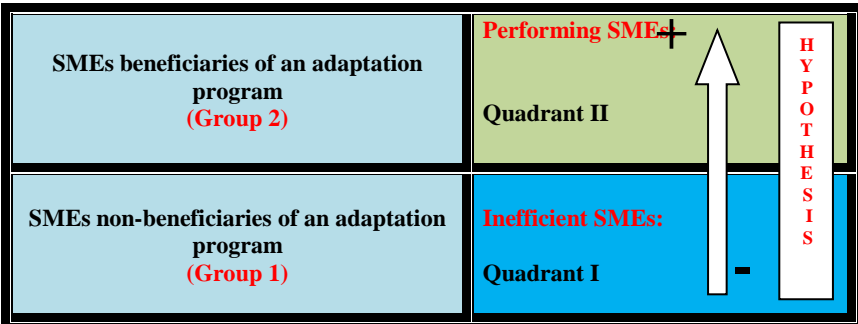 SMEs beneficiaries of an adaptation
program
(Group 2)
Performing SMEs:
+
Quadrant II
SMEs non-beneficiaries of an adaptation
program
(Group 1)
Inefficient SMEs:
Quadrant I
-
H
Y
P
O
T
H
E
S
I
S